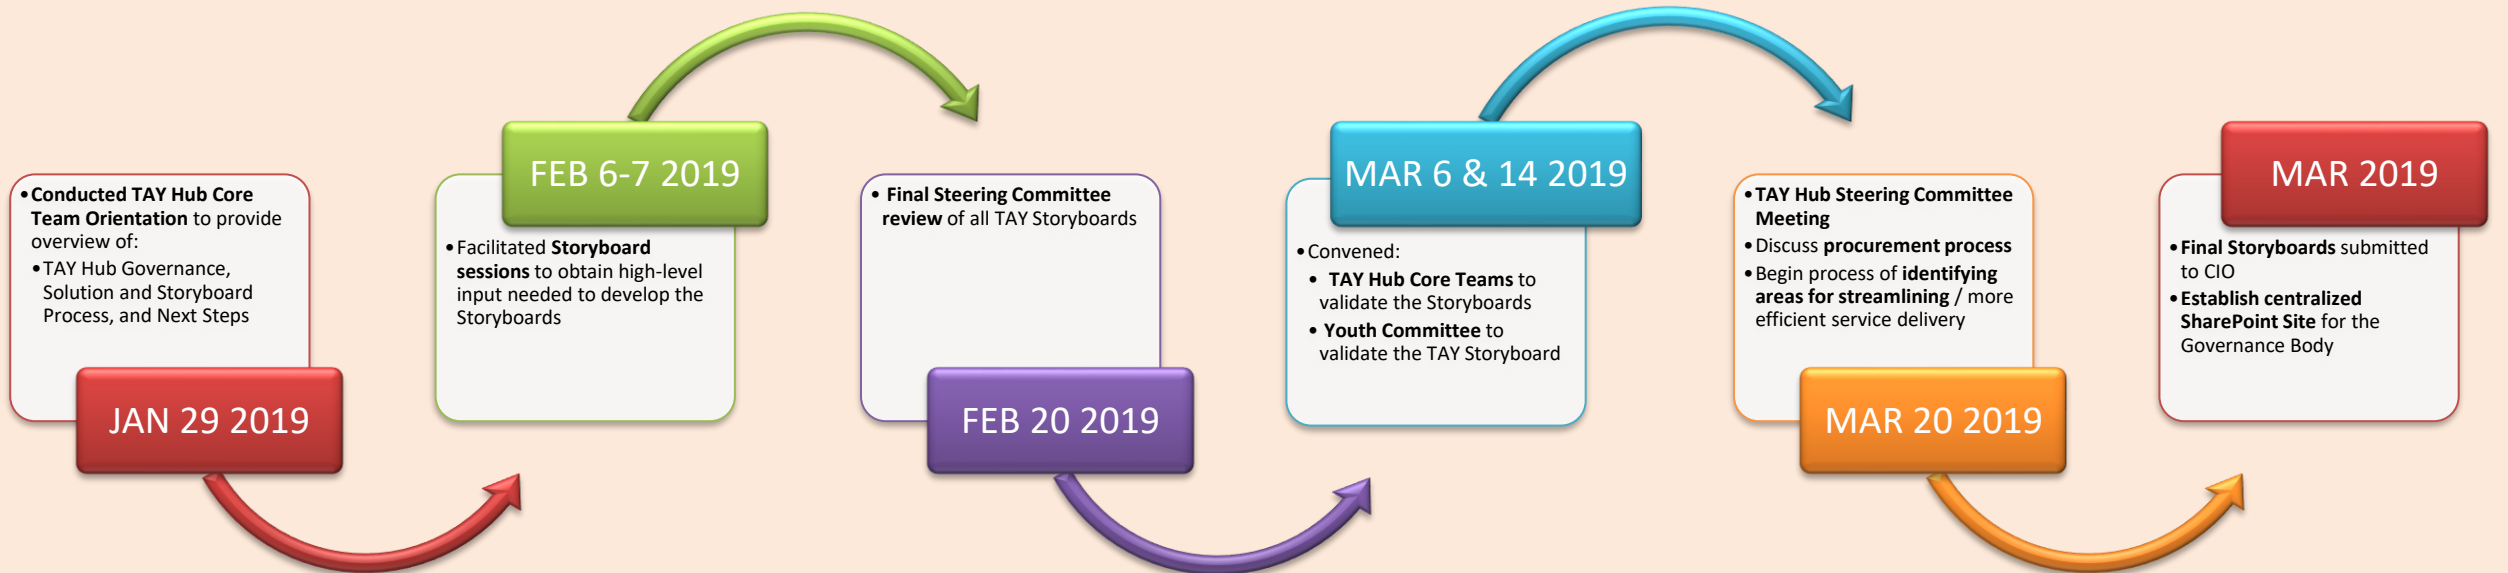 •Conducted TAY Hub Core
Team Orientation to provide
overview of:
•TAY Hub Governance,
Solution and Storyboard
Process, and Next Steps
JAN 29 2019
FEB 6-7 2019
•Facilitated Storyboard
sessions to obtain high-level
input needed to develop the
Storyboards
• Final Steering Committee
review of all TAY Storyboards
FEB 20 2019
MAR 6 & 14 2019
•Convened:
• TAY Hub Core Teams to
validate the Storyboards
• Youth Committee to
validate the TAY Storyboard
•TAY Hub Steering Committee
Meeting
•Discuss procurement process
•Begin process of identifying
areas for streamlining / more
efficient service delivery
MAR 20 2019
MAR 2019
•Final Storyboards submitted
to CIO
•Establish centralized
SharePoint Site for the
Governance Body